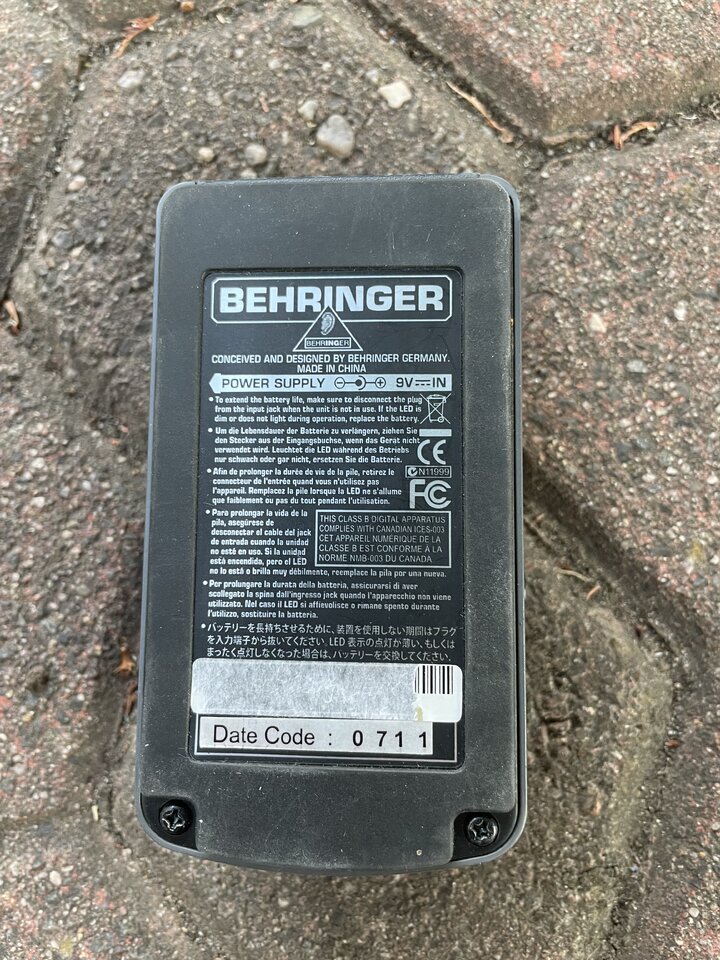 BEHRINGER
BEHRINGER
CONCEIVED AND DESIGNED BY BEHRINGER GERMANY.
MADE IN CHINA
POWER SUPPLY 9V IN
• To extend the battery life, make sure to disconnect the plug
from the input jack when the unit is not in use. If the LED is
dim or does not light during operation, replace the battery.
• Um die Lebensdauer der Batterie zu verlängern, ziehen Sie
den Stecker aus der Eingangsbuchse, wenn das Gerät nicht
verwendet wird. Leuchtet die LED während des Betriebs
nur schwach oder gar nicht, ersetzen Sie die Batterie.
CE
• Afin de prolonger la durée de vie de la pile, retirez le
connecteur de l'entrée quand vous n'utilisez pas
l'appareil. Remplacez la pile lorsque la LED ne s'allume
que faiblement ou pas du tout pendant l'utilisation.
N11999
FC
• Para prolongar la vida de la
pila, asegúrese de
desconectar el cable del jack
de entrada cuando la unidad
no esté en uso. Si la unidad
está encendida, pero el LED
no lo está o brilla muy débilmente, reemplace la pila por una nueva.
THIS CLASS B DIGITAL APPARATUS
COMPLIES WITH CANADIAN ICES-003
CET APPAREIL NUMÉRIQUE DE LA
CLASSE B EST CONFORME À LA
NORME NMB-003 DU CANADA
• Per prolungare la durata della batteria, assicurarsi di aver
scollegato la spina dall'ingresso jack quando l'apparecchio non viene
utilizzato. Nel caso il LED si affievolisce o rimane spento durante
l'utilizzo, sostituire la batteria.
• バッテリーを長持ちさせるために、装置を使用しない期間はプラグ
を入力端子から抜いてください. LED 表示の点灯が薄い、もしくは
まったく点灯しなくなった場合は、バッテリーを交換してください.
Date Code : 0 7 1 1